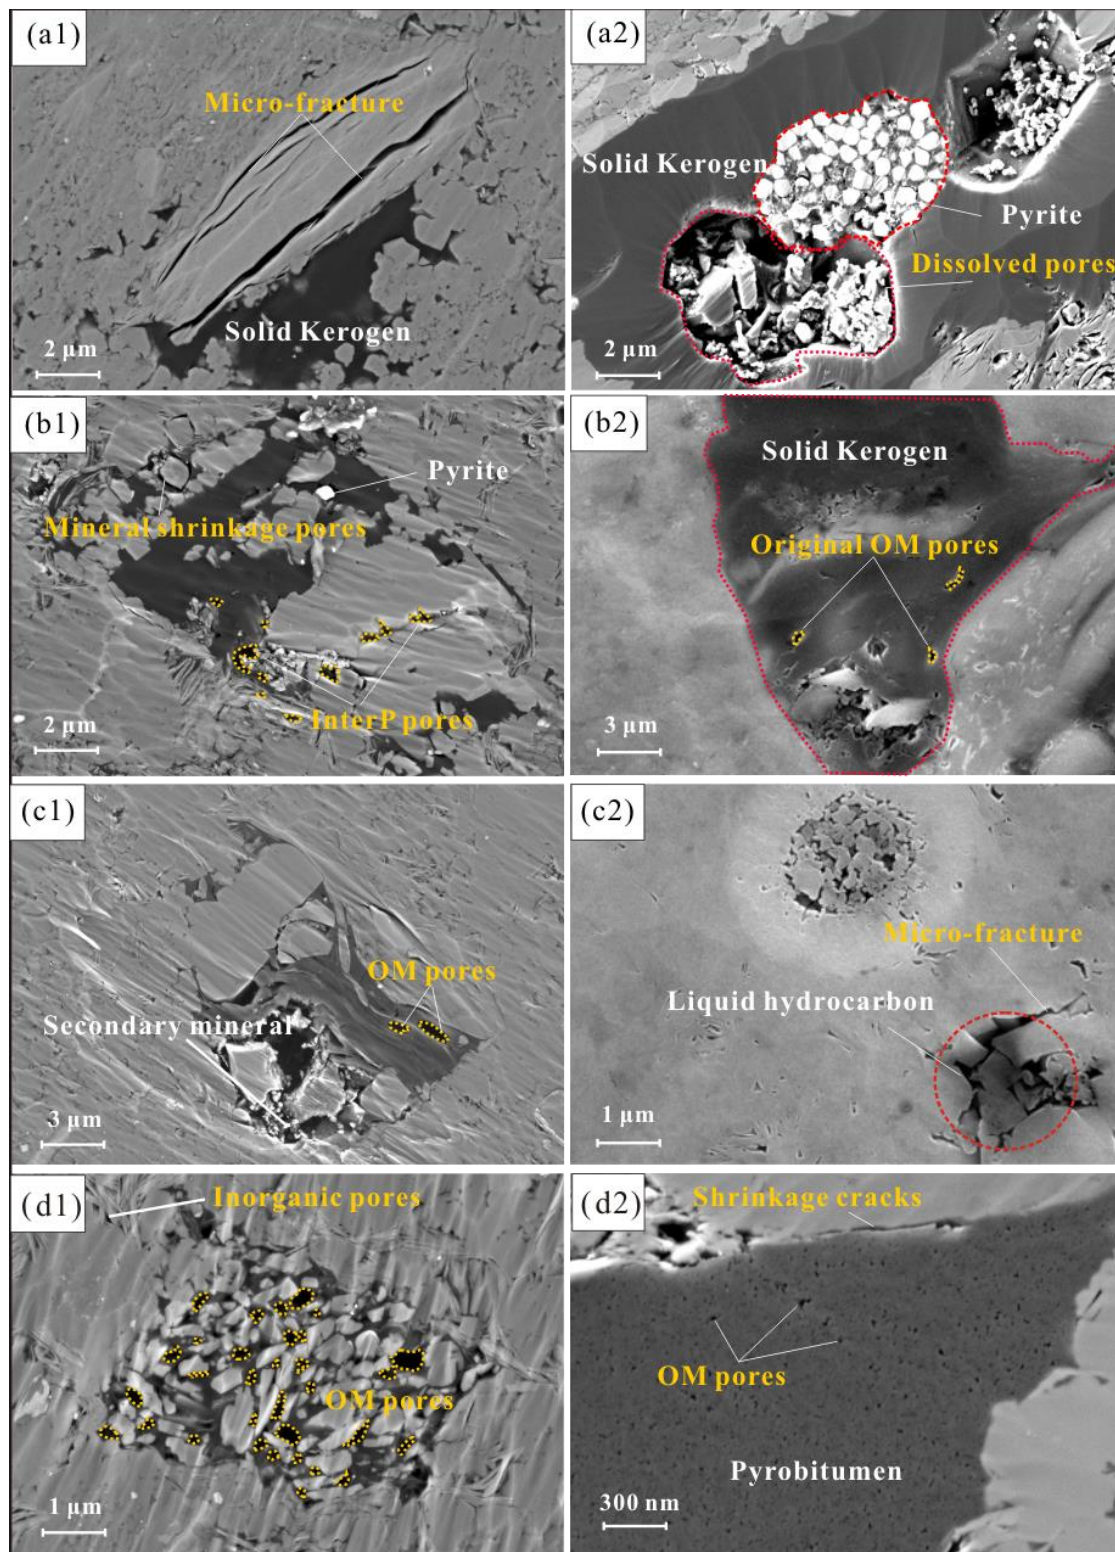 (a1)
Micro-fracture
Solid Kerogen
2 μm
(a2)
Solid Kerogen
Pyrite
Dissolved pores
2 μm
(b1)
Pyrite
Mineral shrinkage pores
InterP pores
2 μm
(b2)
Solid Kerogen
Original OM pores
3 μm
(c1)
OM pores
Secondary mineral
3 μm
(c2)
Micro-fracture
Liquid hydrocarbon
1 μm
(d1)
Inorganic pores
OM pores
1 μm
(d2)
Shrinkage cracks
OM pores
Pyrobitumen
300 nm